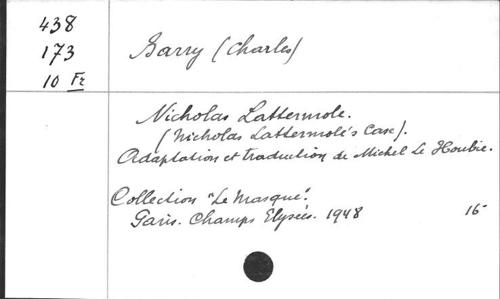 438
173
10 Fr
Barry (Charles)
Nicholas Lattermole.
(Nicholas Lattermole's Case).
Adaptation et traduction de Michel Le Houbie.
Collection "Le Masque".
Paris. Champs Elysées. 1948 16-